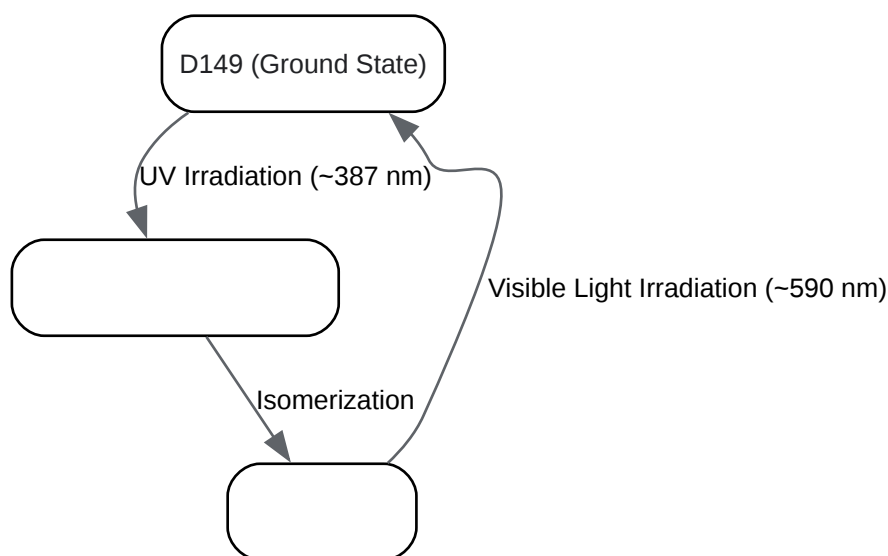 D149 (Ground State)
UV Irradiation (~387 nm)
Visible Light Irradiation (~590 nm)
Isomerization